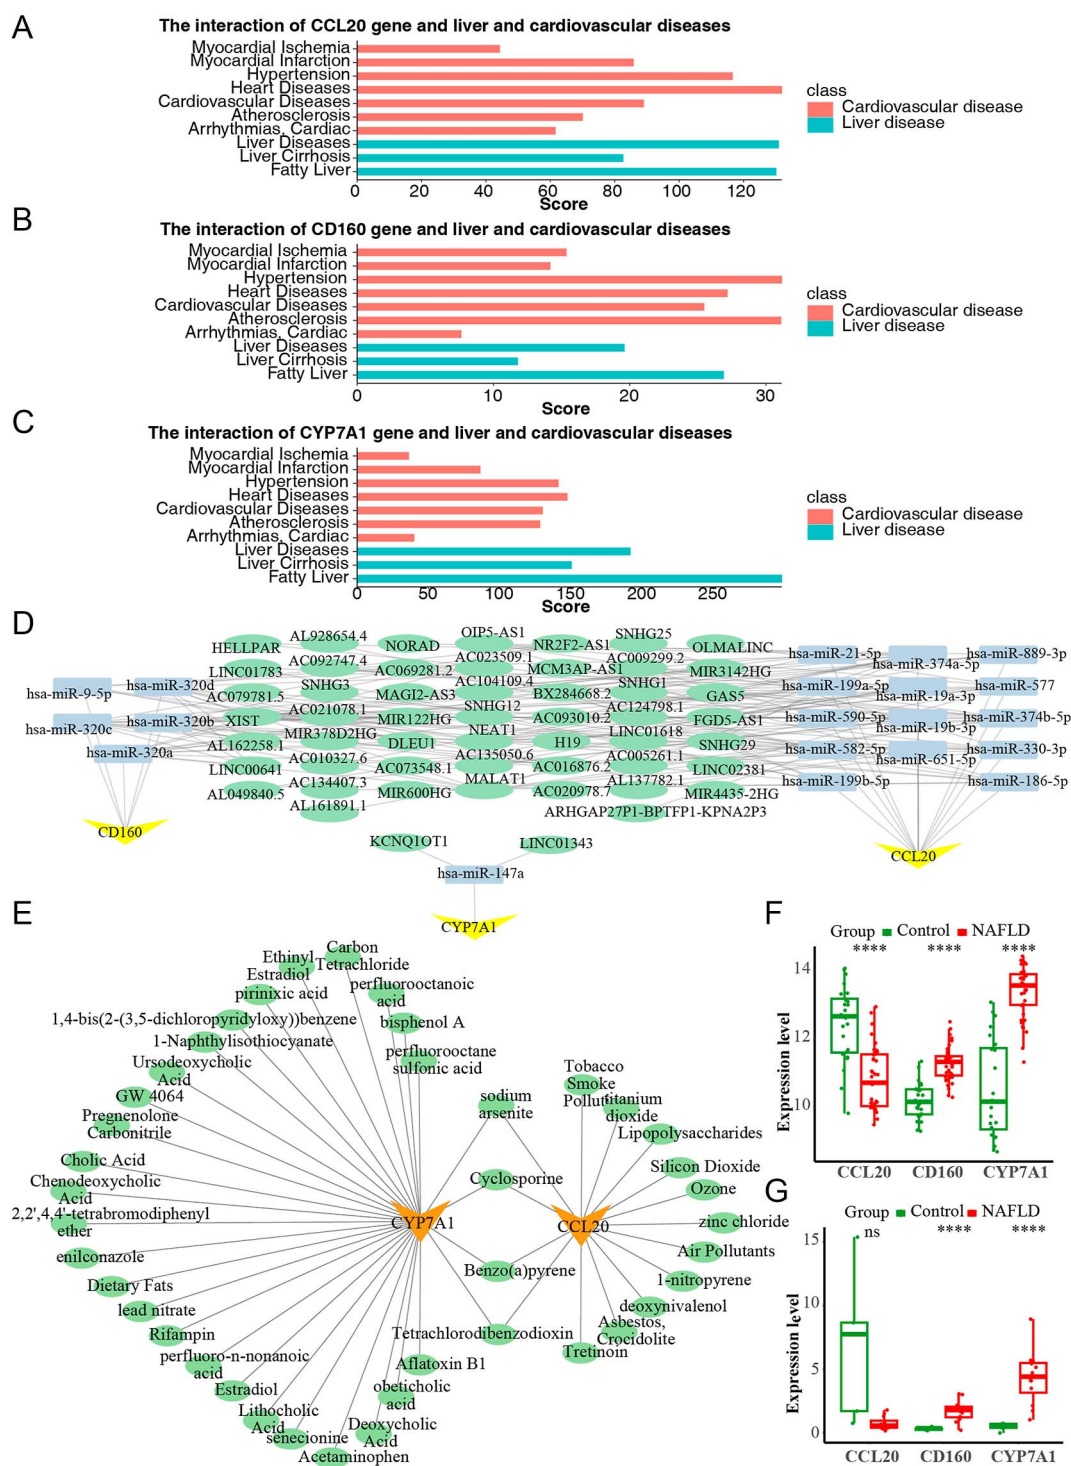 A
The interaction of CCL20 gene and liver and cardiovascular diseases
Myocardial Ischemia
Myocardial Infarction
Hypertension
Heart Diseases
Cardiovascular Diseases
Atherosclerosis
Arrhythmias, Cardiac
Liver Diseases
Liver Cirrhosis
Fatty Liver
0 20 40 60 80 100 120
Score
class
Cardiovascular disease
Liver disease
B
The interaction of CD160 gene and liver and cardiovascular diseases
Myocardial Ischemia
Myocardial Infarction
Hypertension
Heart Diseases
Cardiovascular Diseases
Atherosclerosis
Arrhythmias, Cardiac
Liver Diseases
Liver Cirrhosis
Fatty Liver
0 10 20 30
Score
class
Cardiovascular disease
Liver disease
C
The interaction of CYP7A1 gene and liver and cardiovascular diseases
Myocardial Ischemia
Myocardial Infarction
Hypertension
Heart Diseases
Cardiovascular Diseases
Atherosclerosis
Arrhythmias, Cardiac
Liver Diseases
Liver Cirrhosis
Fatty Liver
0 50 100 150 200 250
Score
class
Cardiovascular disease
Liver disease
D
hsa-miR-9-5p
hsa-miR-320d
hsa-miR-320c
hsa-miR-320b
hsa-miR-320a
CD160
HELLPAR
LINC01783
AC079781.5
XIST
AL162258.1
LINC00641
AL049840.5
AL928654.4
AC092747.4
SNHG3
AC021078.1
MIR378D2HG
AC010327.6
AC134407.3
AL161891.1
NORAD
AC069281.2
MAGI2-AS3
MIR122HG
DLEU1
AC073548.1
MIR600HG
OIP5-AS1
AC023509.1
AC104109.4
SNHG12
NEAT1
AC135050.6
MALAT1
NR2F2-AS1
MCM3AP-AS1
BX284668.2
AC093010.2
H19
AC016876.2
AC020978.7
SNHG25
AC009299.2
SNHG1
AC124798.1
LINC01618
AC005261.1
AL137782.1
ARHGAP27P1-BPTFP1-KPNA2P3
OLMALINC
MIR3142HG
GAS5
FGD5-AS1
SNHG29
LINC02381
MIR4435-2HG
hsa-miR-21-5p
hsa-miR-199a-5p
hsa-miR-590-5p
hsa-miR-582-5p
hsa-miR-199b-5p
hsa-miR-374a-5p
hsa-miR-19a-3p
hsa-miR-19b-3p
hsa-miR-651-5p
hsa-miR-889-3p
hsa-miR-577
hsa-miR-374b-5p
hsa-miR-330-3p
hsa-miR-186-5p
CCL20
KCNQ1OT1
LINC01343
hsa-miR-147a
CYP7A1
E
Carbon
Tetrachloride
Ethinyl
Estradiol
pirinixic acid
perfluorooctanoic
acid
1,4-bis(2-(3,5-dichloropyridyloxy))benzene
bisphenol A
1-Naphthylisothiocyanate
perfluorooctane
sulfonic acid
Ursodeoxycholic
Acid
GW 4064
Pregnenolone
Carbonitrile
Cholic Acid
Chenodeoxycholic
Acid
2,2',4,4'-tetrabromodiphenyl
ether
enilconazole
Dietary Fats
lead nitrate
Rifampin
perfluoro-n-nonanoic
acid
Estradiol
Lithocholic
Acid
senecionine
Acetaminophen
Deoxycholic
Acid
obeticholic
acid
Aflatoxin B1
CYP7A1
sodium
arsenite
Cyclosporine
Benzo(a)pyrene
Tetrachlorodibenzodioxin
CCL20
Tobacco
Smoke
Pollution
titanium
dioxide
Lipopolysaccharides
Silicon Dioxide
Ozone
zinc chloride
Air Pollutants
1-nitropyrene
deoxynivalenol
Asbestos,
Crocidolite
Tretinoin
F
Group Control NAFLD
**** **** ****
Expression level
14
12
10
CCL20 CD160 CYP7A1
G
Group Control NAFLD
ns **** ****
Expression level
15
10
5
0
CCL20 CD160 CYP7A1